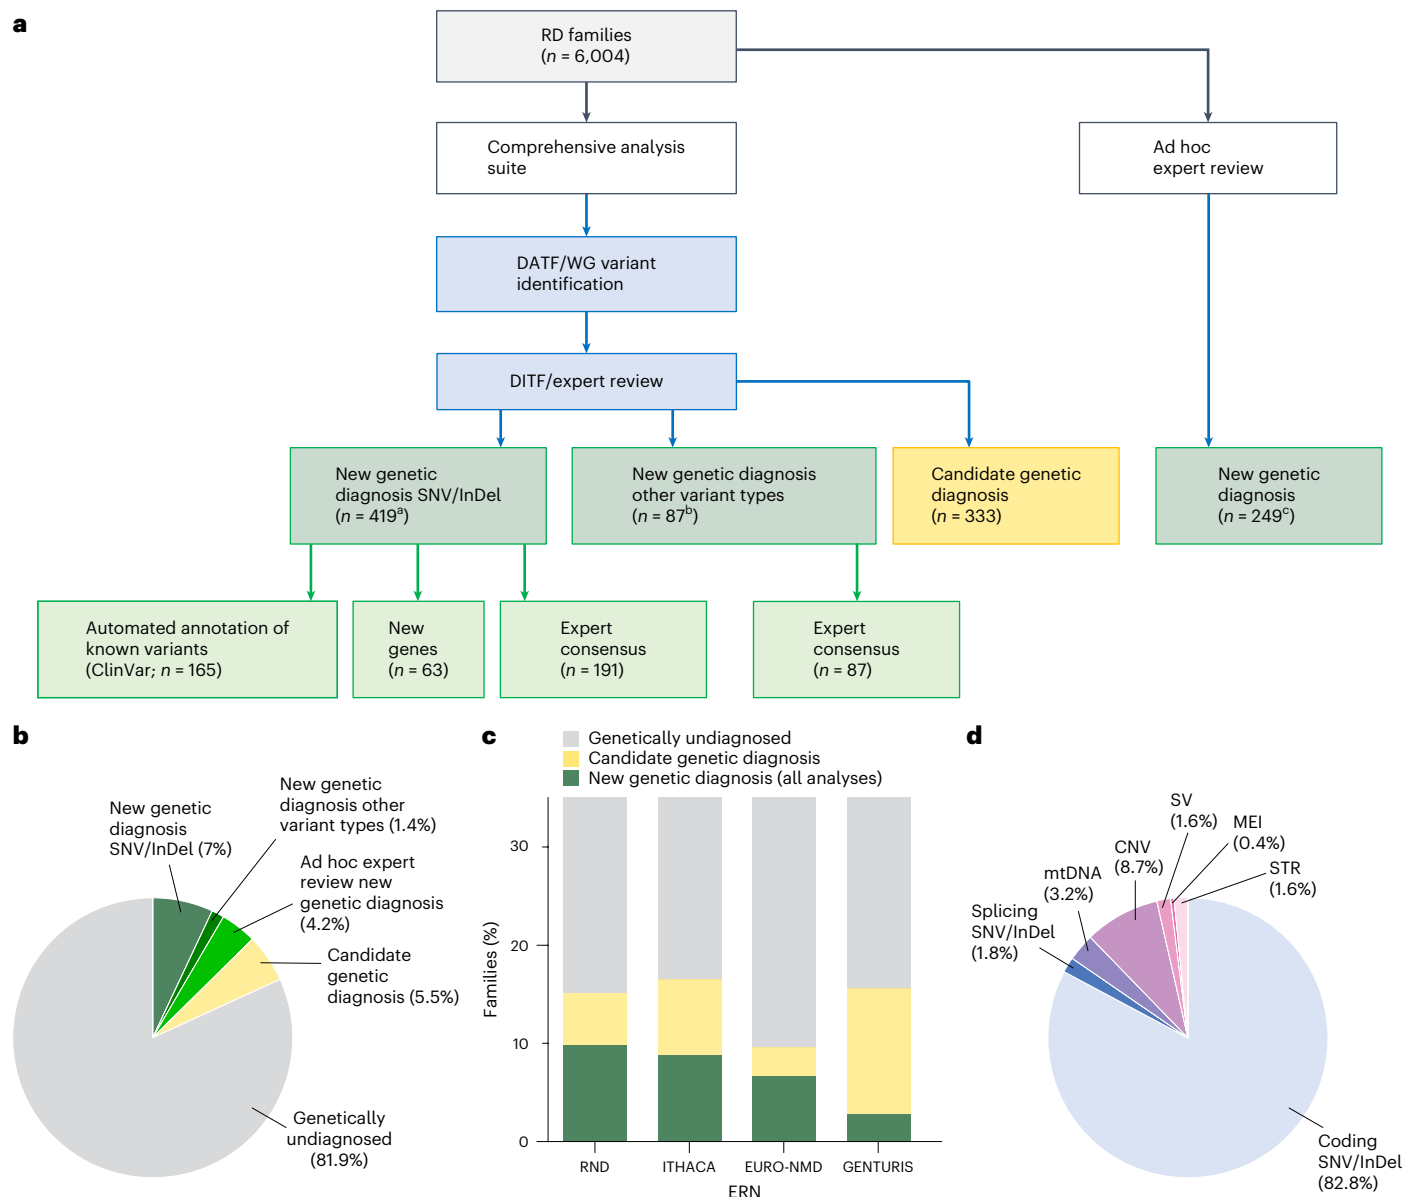 a
RD families
(n = 6,004)
Comprehensive analysis
suite
Ad hoc
expert review
DATF/WG variant
identification
DITF/expert review
New genetic
diagnosis SNV/InDel
(n = 419a)
New genetic diagnosis
other variant types
(n = 87b)
Candidate genetic
diagnosis
(n = 333)
New genetic
diagnosis
(n = 249c)
Automated annotation of
known variants
(ClinVar; n = 165)
New
genes
(n = 63)
Expert
consensus
(n = 191)
Expert
consensus
(n = 87)
b
New genetic
diagnosis
SNV/InDel (7%)
New genetic
diagnosis other
variant types (1.4%)
Ad hoc expert
review new
genetic diagnosis
(4.2%)
Candidate
genetic
diagnosis (5.5%)
Genetically
undiagnosed
(81.9%)
c
Genetically undiagnosed
Candidate genetic diagnosis
New genetic diagnosis (all analyses)
Families (%)
30
20
10
0
RND
ITHACA
EURO-NMD
GENTURIS
ERN
d
SV
(1.6%)
MEI
(0.4%)
CNV
(8.7%)
STR
(1.6%)
mtDNA
(3.2%)
Splicing
SNV/InDel
(1.8%)
Coding
SNV/InDel
(82.8%)